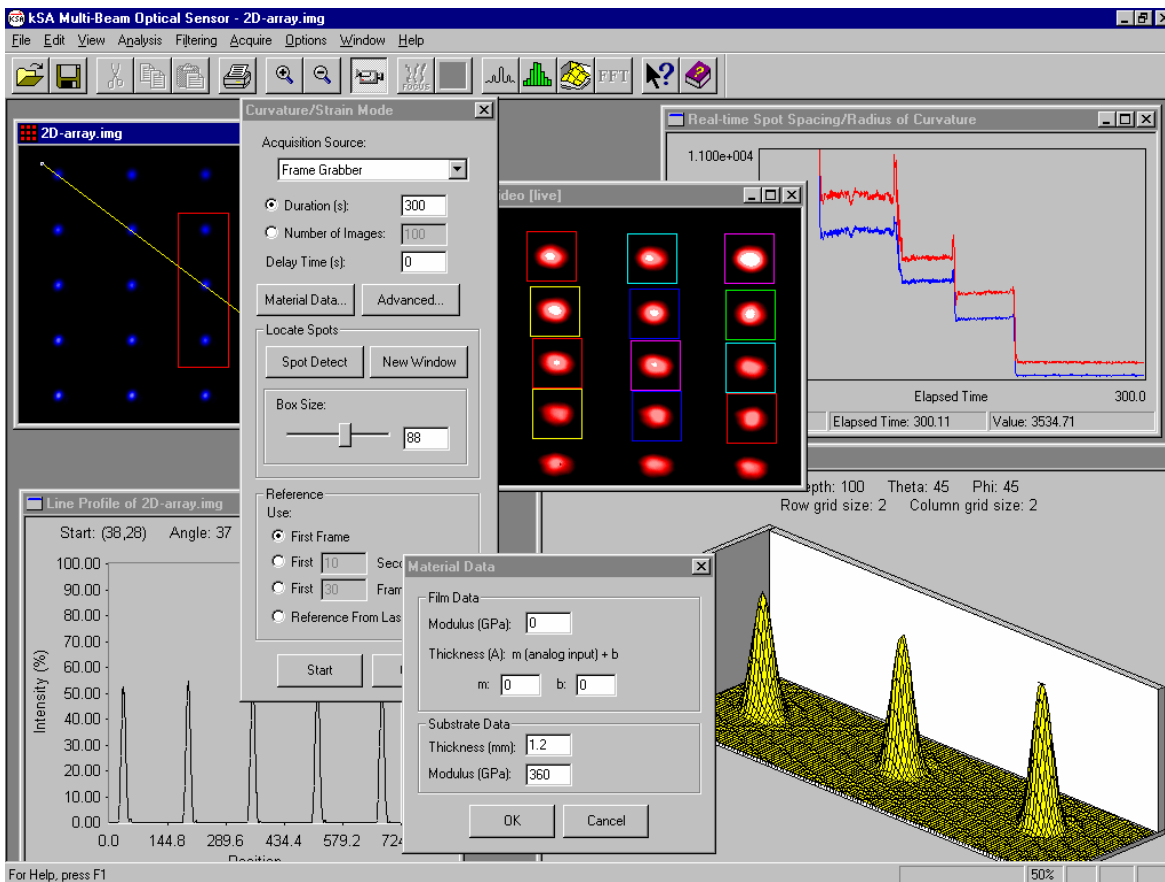 kSA Multi-Beam Optical Sensor - 2D-array.img
File Edit View Analysis Filtering Acquire Options Window Help
FOCUS
FFT
2D-array.img
Curvature/Strain Mode
Acquisition Source:
Frame Grabber
Duration (s): 300
Number of Images: 100
Delay Time (s): 0
Material Data... Advanced...
Locate Spots
Spot Detect New Window
Box Size:
88
Reference
Use:
First Frame
First 10 Seco
First 30 Fram
Reference From Las
Start
ideo [live]
Real-time Spot Spacing/Radius of Curvature
1.100e+004
Elapsed Time 300.0
Elapsed Time: 300.11 Value: 3534.71
Line Profile of 2D-array.img
Start: (38,28) Angle: 37
Intensity (%)
100.00
90.00
80.00
70.00
60.00
50.00
40.00
30.00
20.00
10.00
0.00
0.0 144.8 289.6 434.4 579.2 724
Position
epth: 100 Theta: 45 Phi: 45
Row grid size: 2 Column grid size: 2
Material Data
Film Data
Modulus (GPa): 0
Thickness (A): m (analog input) + b
m: 0 b: 0
Substrate Data
Thickness (mm): 1.2
Modulus (GPa): 360
OK Cancel
For Help, press F1
50%